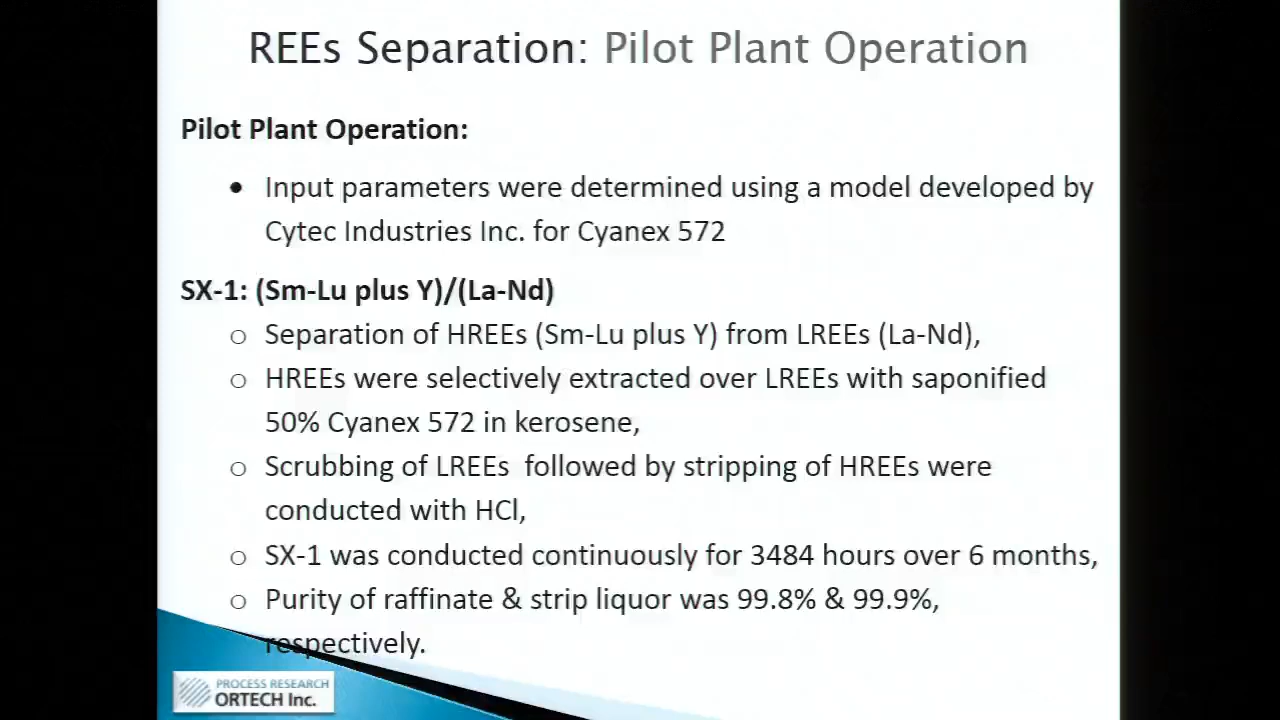 REEs Separation: Pilot Plant Operation
Pilot Plant Operation:
• Input parameters were determined using a model developed by
Cytec Industries Inc. for Cyanex 572
SX-1: (Sm-Lu plus Y)/(La-Nd)
o Separation of HREEs (Sm-Lu plus Y) from LREEs (La-Nd),
o HREEs were selectively extracted over LREEs with saponified
50% Cyanex 572 in kerosene,
o Scrubbing of LREEs followed by stripping of HREEs were
conducted with HCl,
o SX-1 was conducted continuously for 3484 hours over 6 months,
o Purity of raffinate & strip liquor was 99.8% & 99.9%,
respectively.
PROCESS RESEARCH
ORTECH Inc.